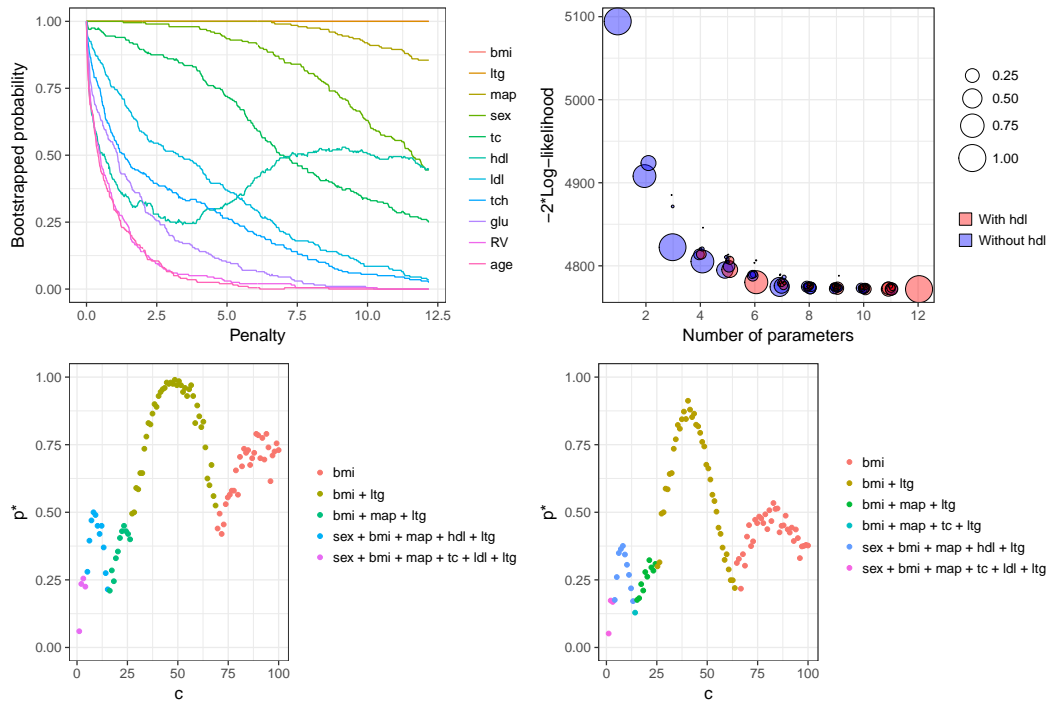 1.00
0.75
0.50
0.25
0.00
Bootstrapped probability
0.0
2.5
5.0
7.5
10.0
12.5
Penalty
bmi
ltg
map
sex
tc
hdl
ldl
tch
glu
RV
age
5100
5000
4900
4800
−2*Log−likelihood
2
4
6
8
10
12
Number of parameters
0.25
0.50
0.75
1.00
With hdl
Without hdl
1.00
0.75
0.50
0.25
0.00
p*
0
25
50
75
100
c
bmi
bmi + ltg
bmi + map + ltg
sex + bmi + map + hdl + ltg
sex + bmi + map + tc + ldl + ltg
1.00
0.75
0.50
0.25
0.00
p*
0
25
50
75
100
c
bmi
bmi + ltg
bmi + map + ltg
bmi + map + tc + ltg
sex + bmi + map + hdl + ltg
sex + bmi + map + tc + ldl + ltg